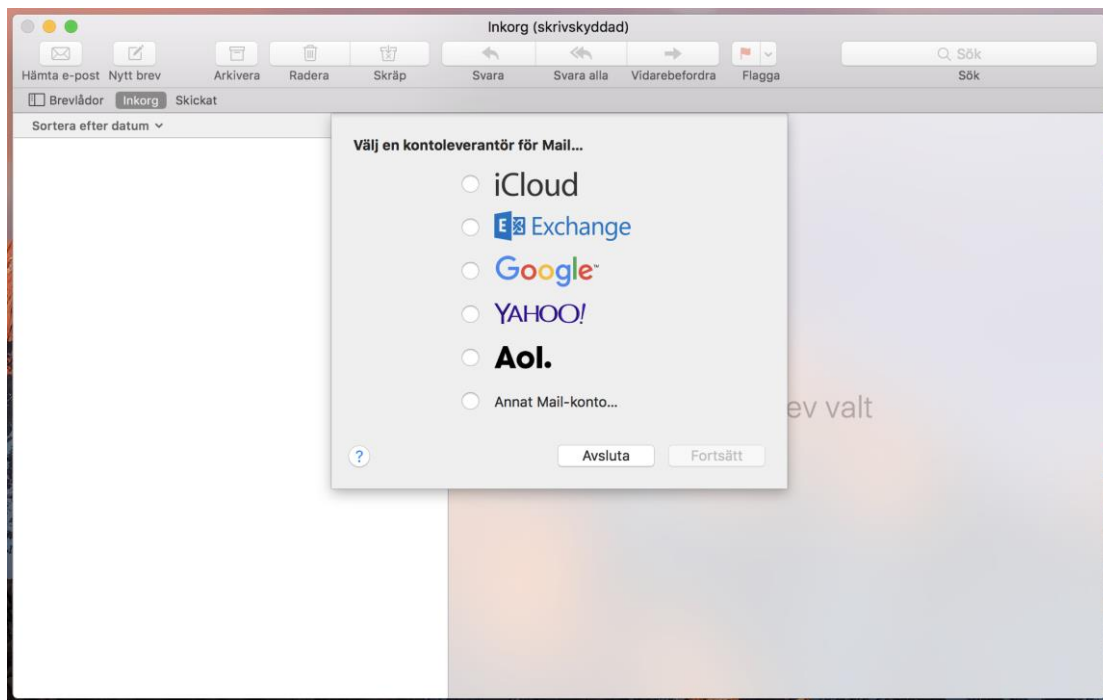 Inkorg (skrivskyddad)
Sök
Hämta e-post Nytt brev Arkivera Radera Skräp Svara Svara alla Vidarebefordra Flagga Sök
Brevlådor Inkorg Skickat
Sortera efter datum
Välj en kontoleverantör för Mail...
iCloud
E Exchange
Google™
YAHOO!
Aol.
Annat Mail-konto...
ev valt
? Avsluta Fortsätt